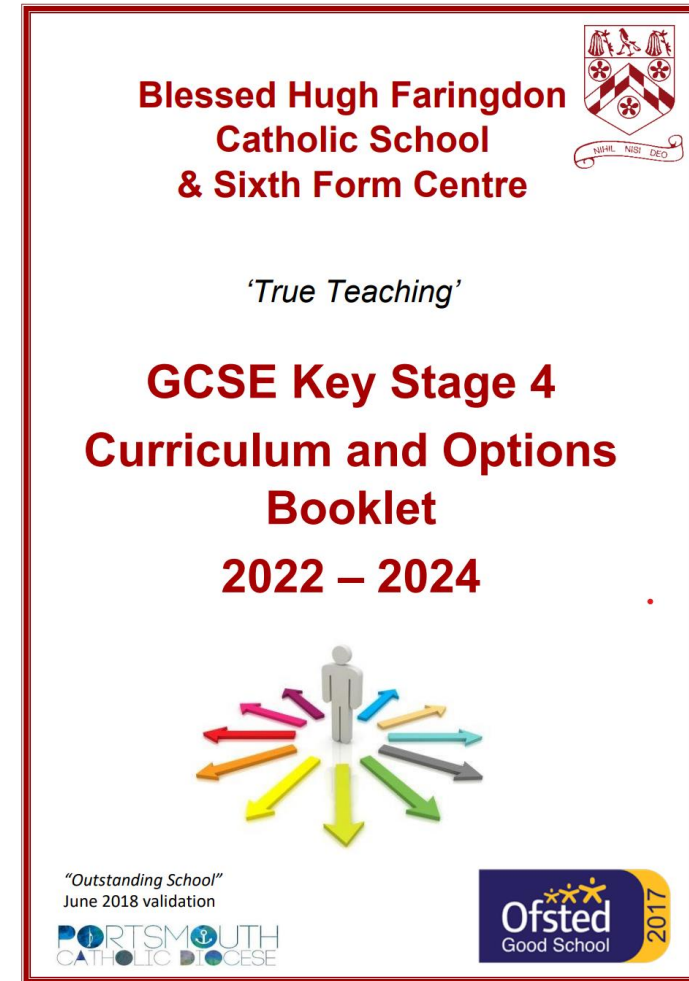 Blessed Hugh Faringdon
Catholic School
& Sixth Form Centre
NIHIL NISI DEO
‘True Teaching’
GCSE Key Stage 4
Curriculum and Options
Booklet
2022 – 2024
“Outstanding School”
June 2018 validation
PORTSMOUTH
CATHOLIC DIOCESE
Ofsted
Good School
2017